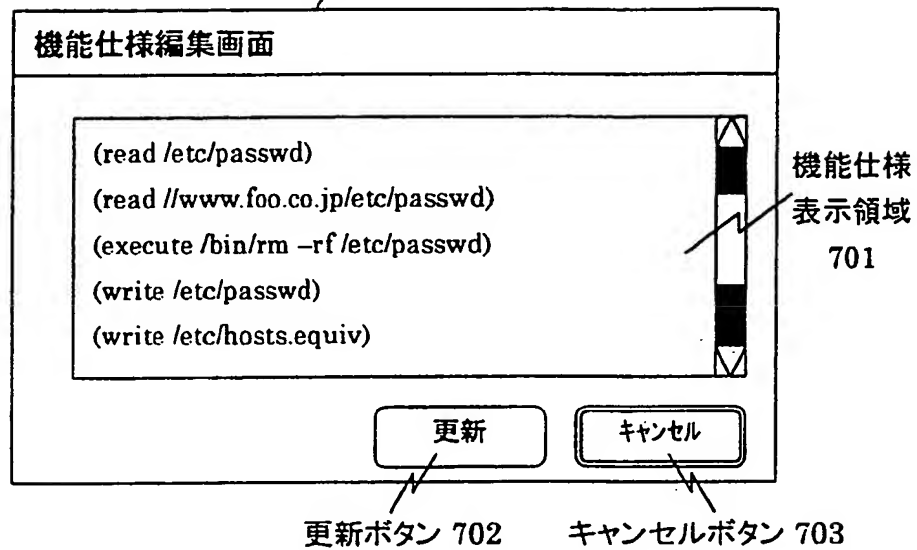 機能仕様編集画面
(read /etc/passwd)
(read //www.foo.co.jp/etc/passwd)
(execute /bin/rm –rf /etc/passwd)
(write /etc/passwd)
(write /etc/hosts.equiv)
機能仕様
表示領域
701
更新
キャンセル
更新ボタン 702
キャンセルボタン 703